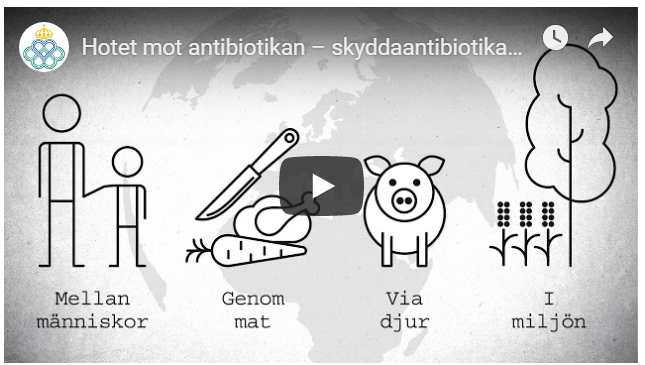 Hotet mot antibiotikan – skyddaantibiotika...
Mellan
människor
Genom
mat
Via
djur
I
miljön